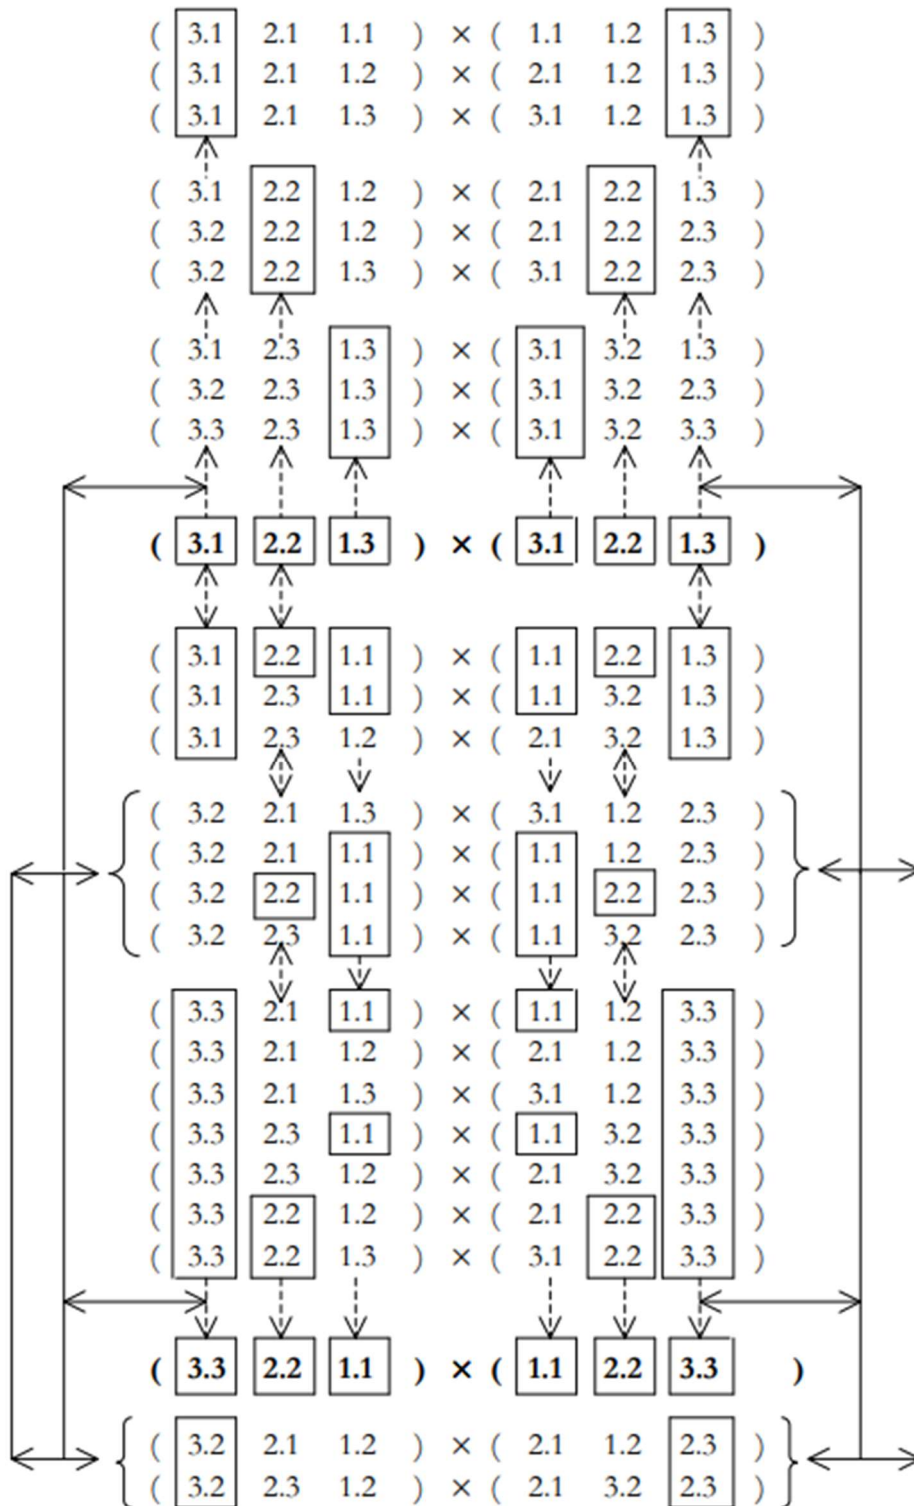 ( 3.1 2.1 1.1 ) × ( 1.1 1.2 1.3 )
( 3.1 2.1 1.2 ) × ( 2.1 1.2 1.3 )
( 3.1 2.1 1.3 ) × ( 3.1 1.2 1.3 )
( 3.1 2.2 1.2 ) × ( 2.1 2.2 1.3 )
( 3.2 2.2 1.2 ) × ( 2.1 2.2 2.3 )
( 3.2 2.2 1.3 ) × ( 3.1 2.2 2.3 )
( 3.1 2.3 1.3 ) × ( 3.1 3.2 1.3 )
( 3.2 2.3 1.3 ) × ( 3.1 3.2 2.3 )
( 3.3 2.3 1.3 ) × ( 3.1 3.2 3.3 )
( 3.1 2.2 1.3 ) × ( 3.1 2.2 1.3 )
( 3.1 2.2 1.1 ) × ( 1.1 2.2 1.3 )
( 3.1 2.3 1.1 ) × ( 1.1 3.2 1.3 )
( 3.1 2.3 1.2 ) × ( 2.1 3.2 1.3 )
( 3.2 2.1 1.3 ) × ( 3.1 1.2 2.3 )
( 3.2 2.1 1.1 ) × ( 1.1 1.2 2.3 )
( 3.2 2.2 1.1 ) × ( 1.1 2.2 2.3 )
( 3.2 2.3 1.1 ) × ( 1.1 3.2 2.3 )
( 3.3 2.1 1.1 ) × ( 1.1 1.2 3.3 )
( 3.3 2.1 1.2 ) × ( 2.1 1.2 3.3 )
( 3.3 2.1 1.3 ) × ( 3.1 1.2 3.3 )
( 3.3 2.3 1.1 ) × ( 1.1 3.2 3.3 )
( 3.3 2.3 1.2 ) × ( 2.1 3.2 3.3 )
( 3.3 2.2 1.2 ) × ( 2.1 2.2 3.3 )
( 3.3 2.2 1.3 ) × ( 3.1 2.2 3.3 )
( 3.3 2.2 1.1 ) × ( 1.1 2.2 3.3 )
( 3.2 2.1 1.2 ) × ( 2.1 1.2 2.3 )
( 3.2 2.3 1.2 ) × ( 2.1 3.2 2.3 )